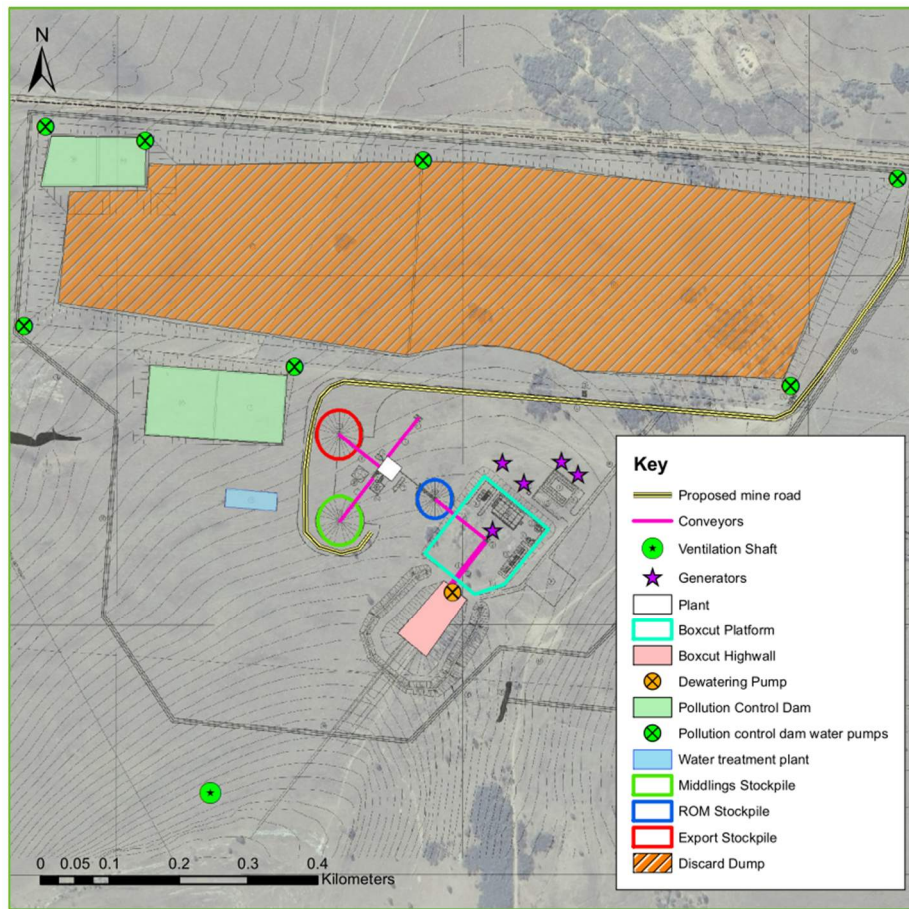 N
Key
Proposed mine road
Conveyors
Ventilation Shaft
Generators
Plant
Boxcut Platform
Boxcut Highwall
Dewatering Pump
Pollution Control Dam
Pollution control dam water pumps
Water treatment plant
Middlings Stockpile
ROM Stockpile
Export Stockpile
Discard Dump
0 0.05 0.1 0.2 0.3 0.4
Kilometers